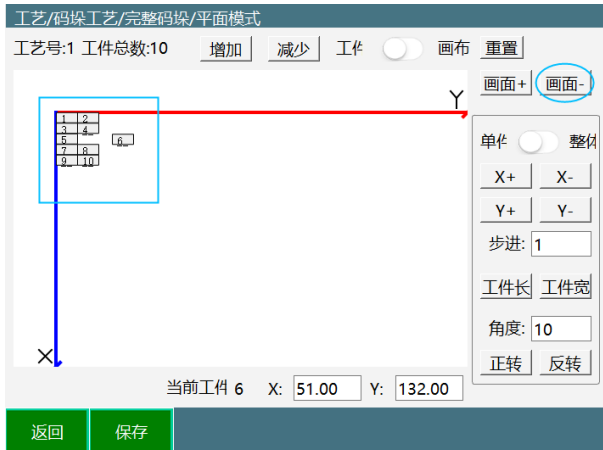 工艺/码垛工艺/完整码垛/平面模式
工艺号:1 工件总数:10 增加 减少 工件 画布 重置
画面+ 画面-
Y
1 2
3 4
5 6
7 8
9 10
单件 整体
X+ X-
Y+ Y-
步进: 1
工件长 工件宽
角度: 10
正转 反转
X
当前工件 6 X: 51.00 Y: 132.00
返回 保存